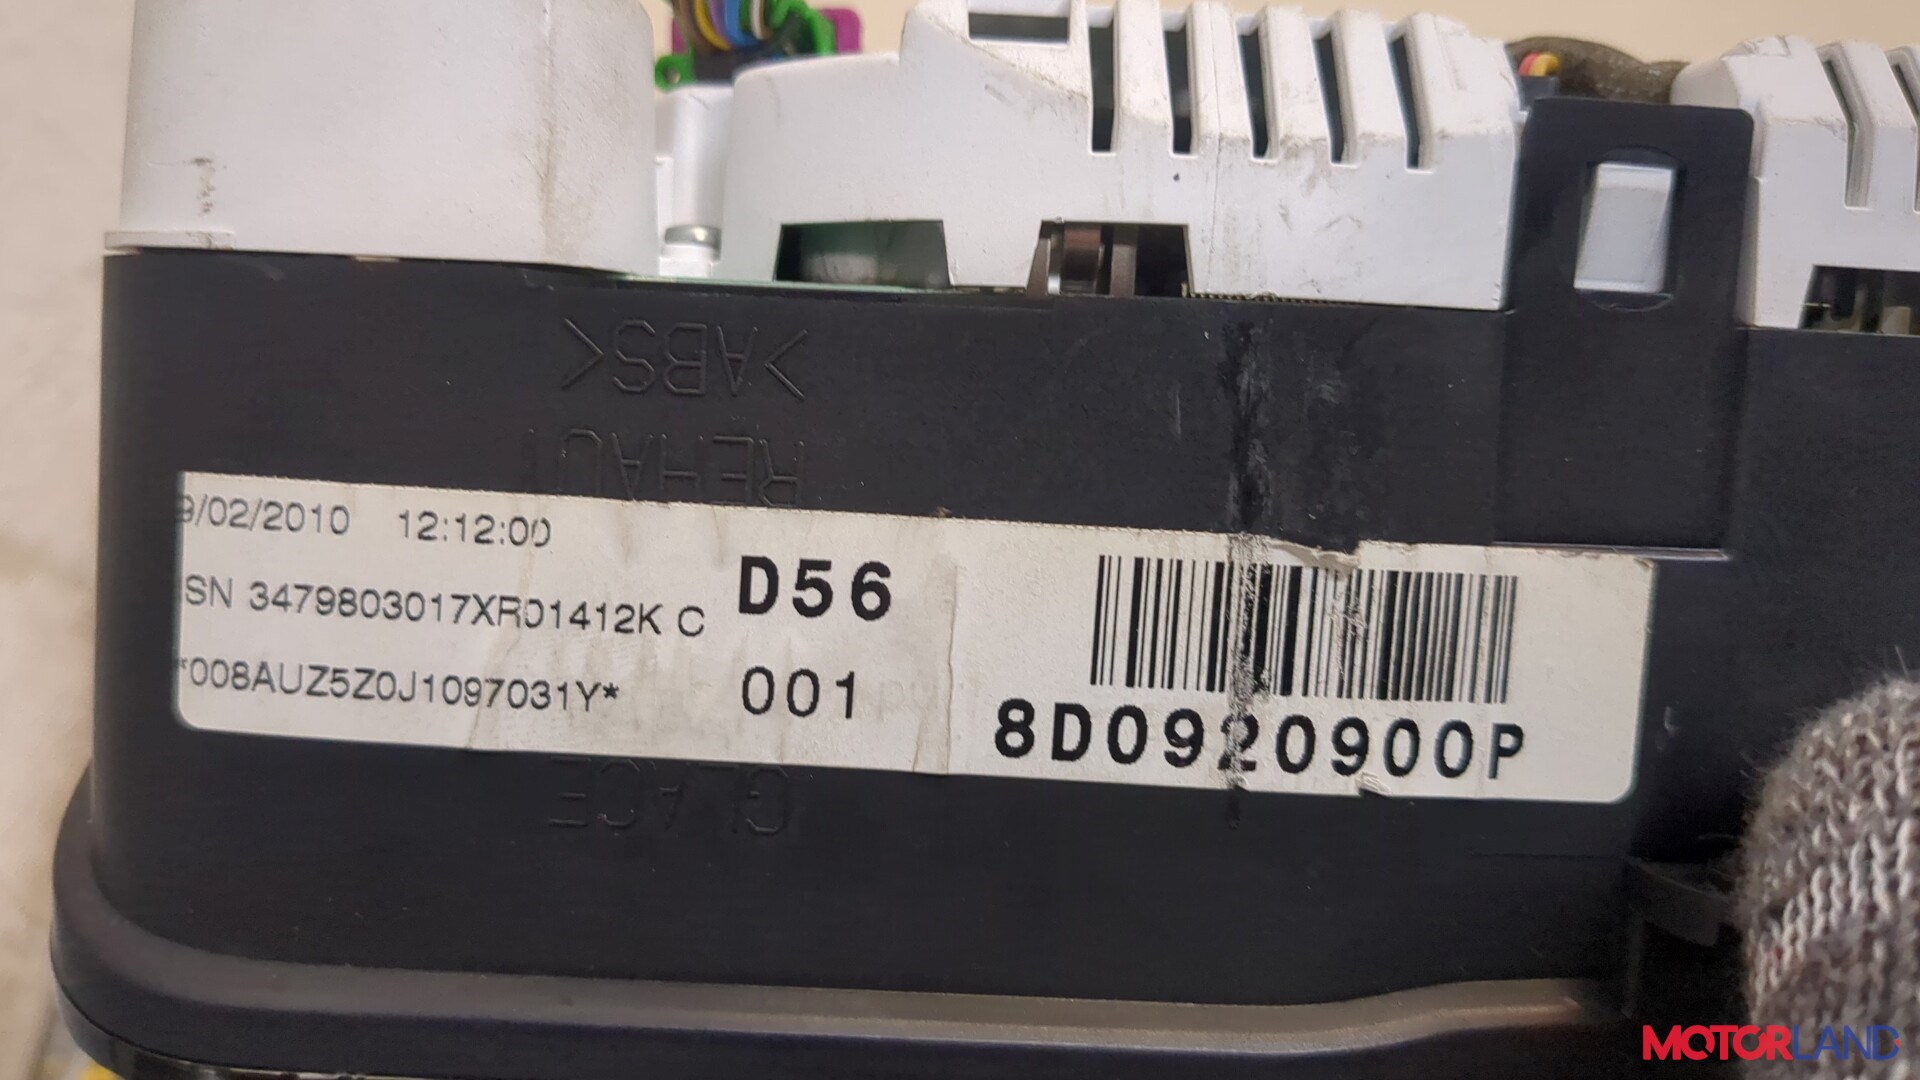 >ABS<
REHAU
9/02/2010 12:12:00
SN 3479803017XR01412K C
D56
*008AUZ5Z0J1097031Y*
001
8D0920900P
GLACE
MOTORLAND